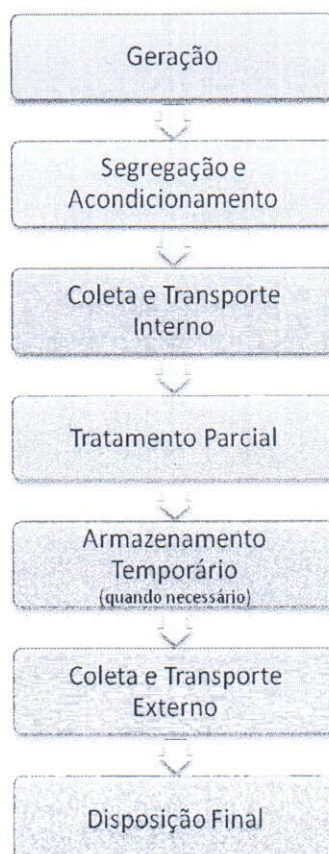 Geração
Segregação e
Acondicionamento
Coleta e Transporte
Interno
Tratamento Parcial
Armazenamento
Temporário
(quando necessário)
Coleta e Transporte
Externo
Disposição Final